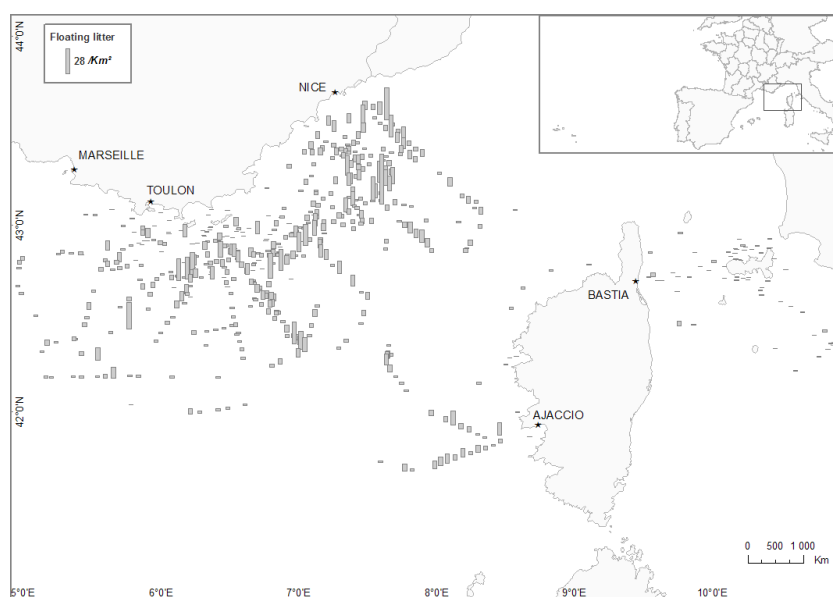 44°0'N
Floating litter
28 /Km²
NICE
MARSEILLE
TOULON
43°0'N
BASTIA
42°0'N
AJACCIO
0 500 1 000
Km
5°0'E 6°0'E 7°0'E 8°0'E 9°0'E 10°0'E